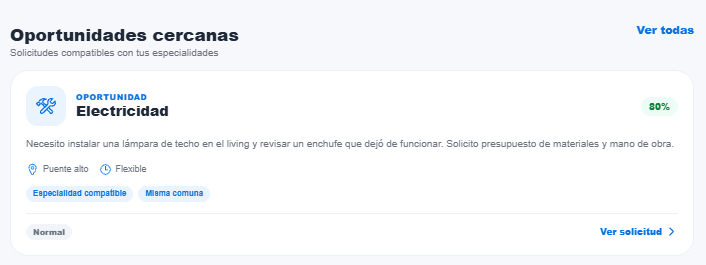 Oportunidades cercanas
Ver todas
Solicitudes compatibles con tus especialidades
OPORTUNIDAD
Electricidad
80%
Necesito instalar una lámpara de techo en el living y revisar un enchufe que dejó de funcionar. Solicito presupuesto de materiales y mano de obra.
Puente alto Flexible
Especialidad compatible Misma comuna
Normal
Ver solicitud